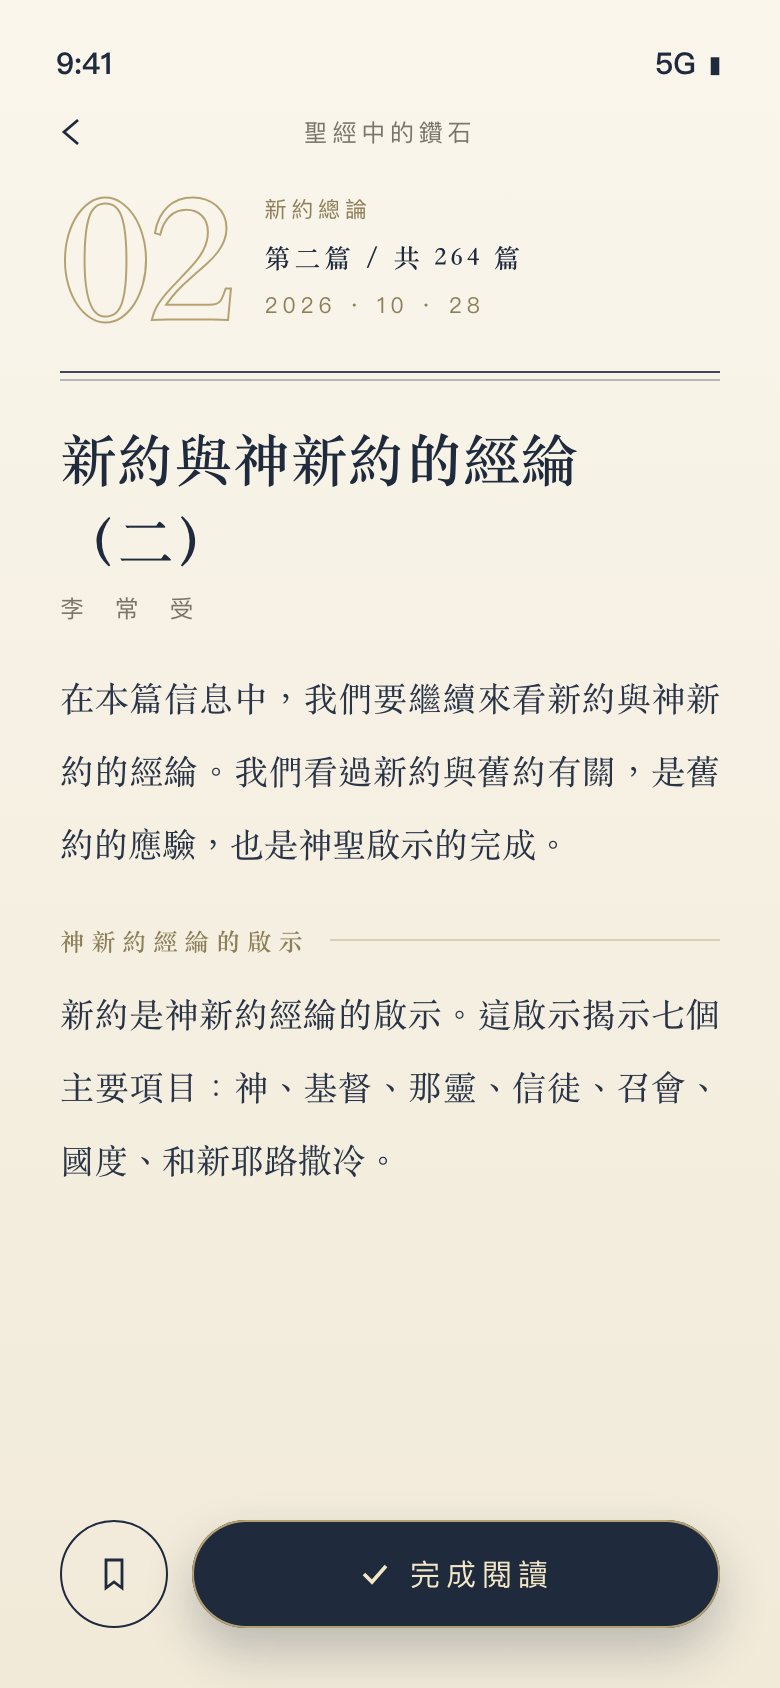 9:41
5G
聖經中的鑽石
02
新約總論
第二篇 / 共 264 篇
2026 · 10 · 28
新約與神新約的經綸
（二）
李 常 受
在本篇信息中，我們要繼續來看新約與神新
約的經綸。我們看過新約與舊約有關，是舊
約的應驗，也是神聖啟示的完成。
神新約經綸的啟示
新約是神新約經綸的啟示。這啟示揭示七個
主要項目：神、基督、那靈、信徒、召會、
國度、和新耶路撒冷。
完成閱讀